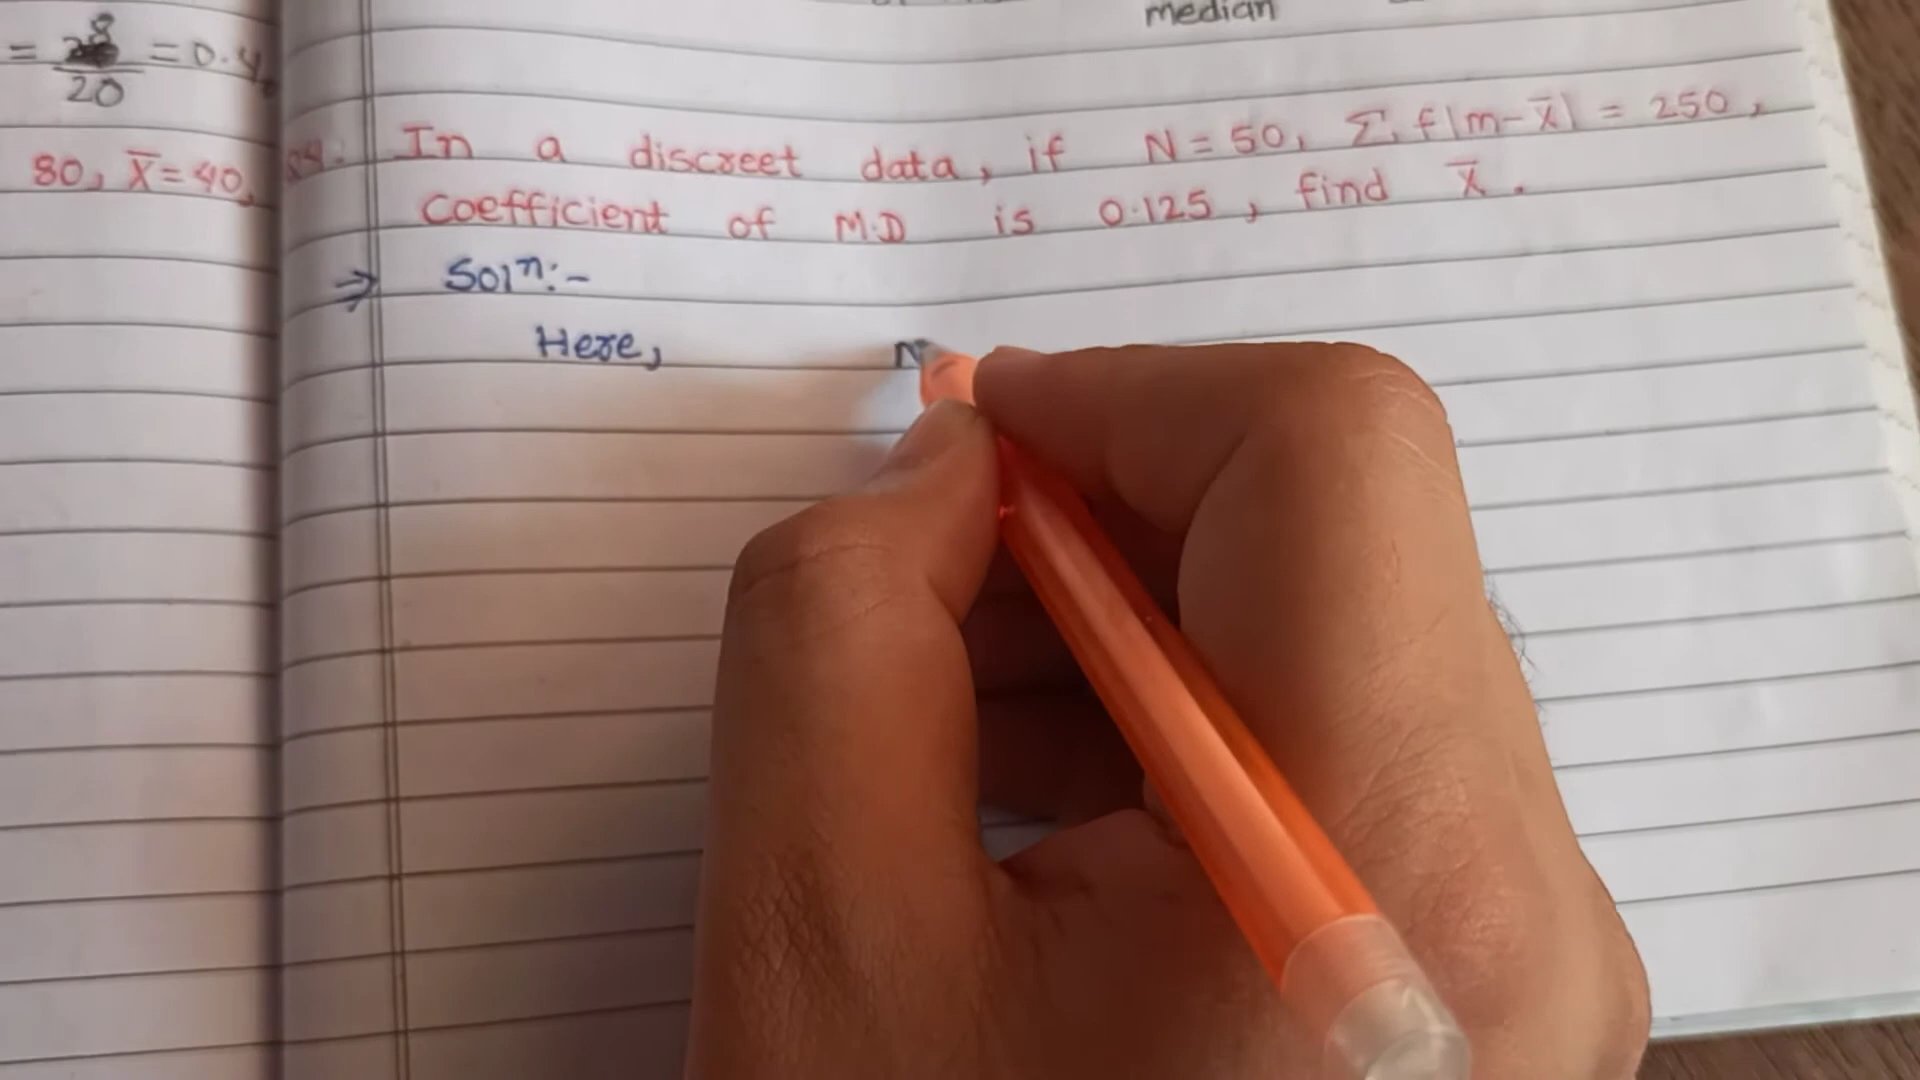 median
= 8/20 = 0.4
80, X̄ = 40,
In a discreet data, if N = 50, Σ f|m-x̄| = 250,
coefficient of M.D is 0.125, find x̄.
⇒ Solⁿ:-
Here, N